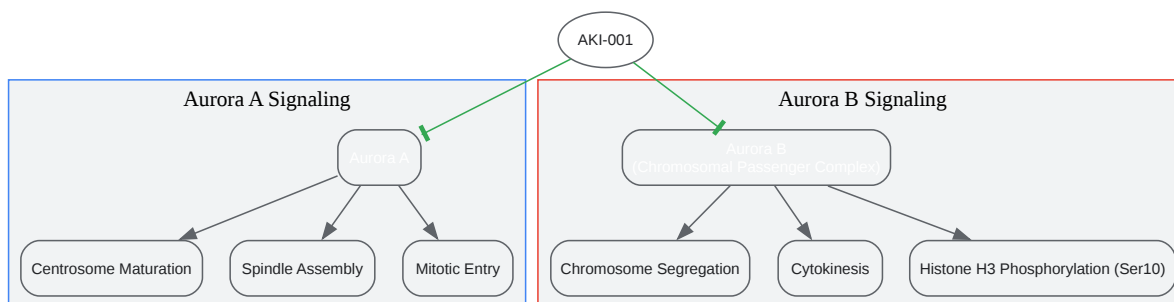 AKI-001
Aurora A Signaling
Aurora B Signaling
Aurora A
Aurora B
(Chromosomal Passenger Complex)
Centrosome Maturation
Spindle Assembly
Mitotic Entry
Chromosome Segregation
Cytokinesis
Histone H3 Phosphorylation (Ser10)